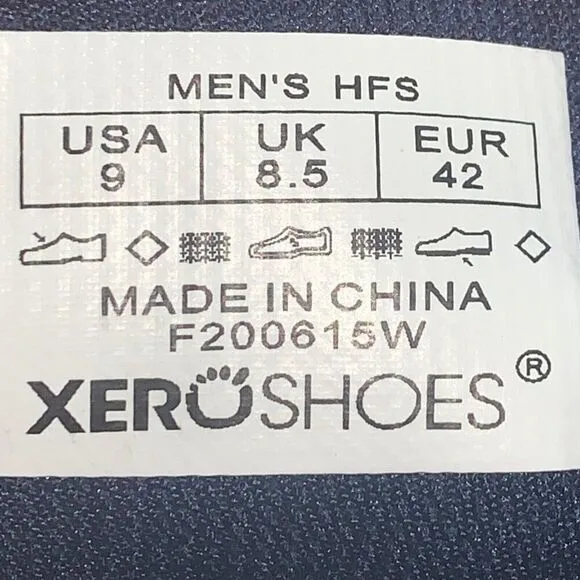 MEN'S HFS
USA UK EUR
9 8.5 42
MADE IN CHINA
F200615W
XEROSHOES®